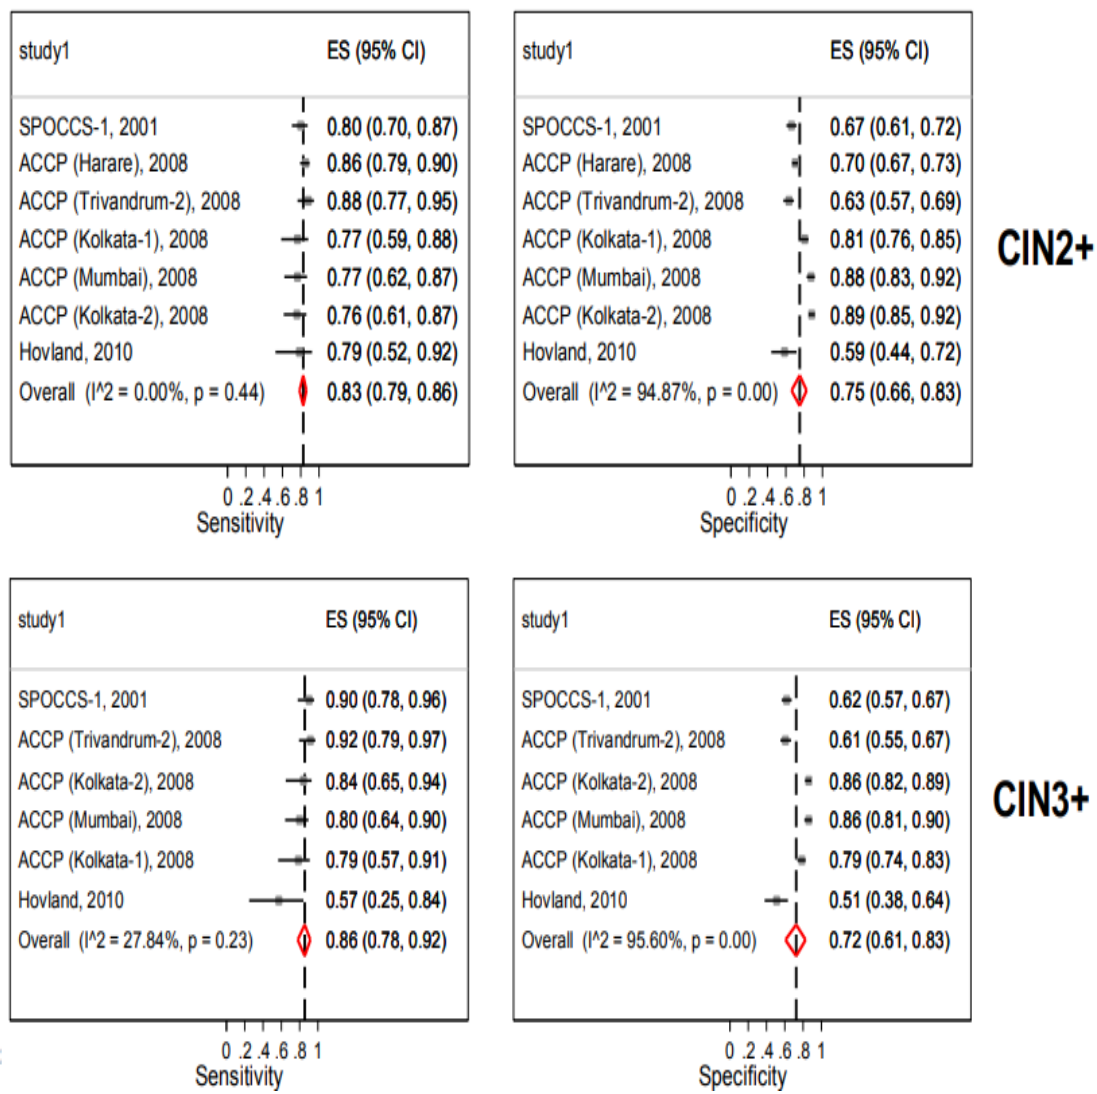 study1 ES (95% CI)
SPOCCS-1, 2001 0.80 (0.70, 0.87)
ACCP (Harare), 2008 0.86 (0.79, 0.90)
ACCP (Trivandrum-2), 2008 0.88 (0.77, 0.95)
ACCP (Kolkata-1), 2008 0.77 (0.59, 0.88)
ACCP (Mumbai), 2008 0.77 (0.62, 0.87)
ACCP (Kolkata-2), 2008 0.76 (0.61, 0.87)
Hovland, 2010 0.79 (0.52, 0.92)
Overall (I^2 = 0.00%, p = 0.44) 0.83 (0.79, 0.86)
0 .2 .4 .6 .8 1
Sensitivity
study1 ES (95% CI)
SPOCCS-1, 2001 0.67 (0.61, 0.72)
ACCP (Harare), 2008 0.70 (0.67, 0.73)
ACCP (Trivandrum-2), 2008 0.63 (0.57, 0.69)
ACCP (Kolkata-1), 2008 0.81 (0.76, 0.85)
ACCP (Mumbai), 2008 0.88 (0.83, 0.92)
ACCP (Kolkata-2), 2008 0.89 (0.85, 0.92)
Hovland, 2010 0.59 (0.44, 0.72)
Overall (I^2 = 94.87%, p = 0.00) 0.75 (0.66, 0.83)
0 .2 .4 .6 .8 1
Specificity
CIN2+
study1 ES (95% CI)
SPOCCS-1, 2001 0.90 (0.78, 0.96)
ACCP (Trivandrum-2), 2008 0.92 (0.79, 0.97)
ACCP (Kolkata-2), 2008 0.84 (0.65, 0.94)
ACCP (Mumbai), 2008 0.80 (0.64, 0.90)
ACCP (Kolkata-1), 2008 0.79 (0.57, 0.91)
Hovland, 2010 0.57 (0.25, 0.84)
Overall (I^2 = 27.84%, p = 0.23) 0.86 (0.78, 0.92)
0 .2 .4 .6 .8 1
Sensitivity
study1 ES (95% CI)
SPOCCS-1, 2001 0.62 (0.57, 0.67)
ACCP (Trivandrum-2), 2008 0.61 (0.55, 0.67)
ACCP (Kolkata-2), 2008 0.86 (0.82, 0.89)
ACCP (Mumbai), 2008 0.86 (0.81, 0.90)
ACCP (Kolkata-1), 2008 0.79 (0.74, 0.83)
Hovland, 2010 0.51 (0.38, 0.64)
Overall (I^2 = 95.60%, p = 0.00) 0.72 (0.61, 0.83)
0 .2 .4 .6 .8 1
Specificity
CIN3+